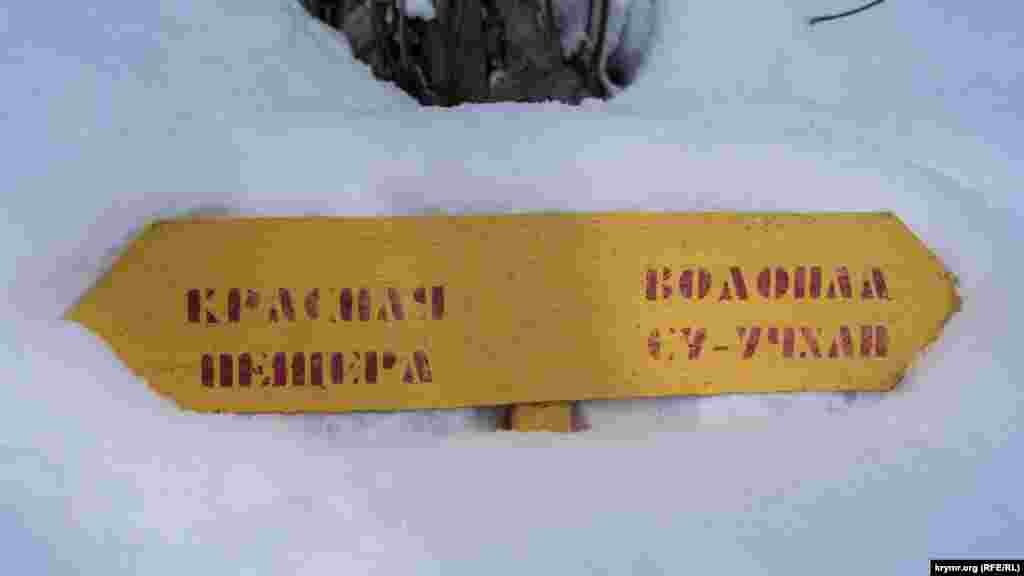 КРАСНАЯ
ПЕЩЕРА
ВОДОПАД
СУ-УЧХАН
krymr.org (RFE/RL)